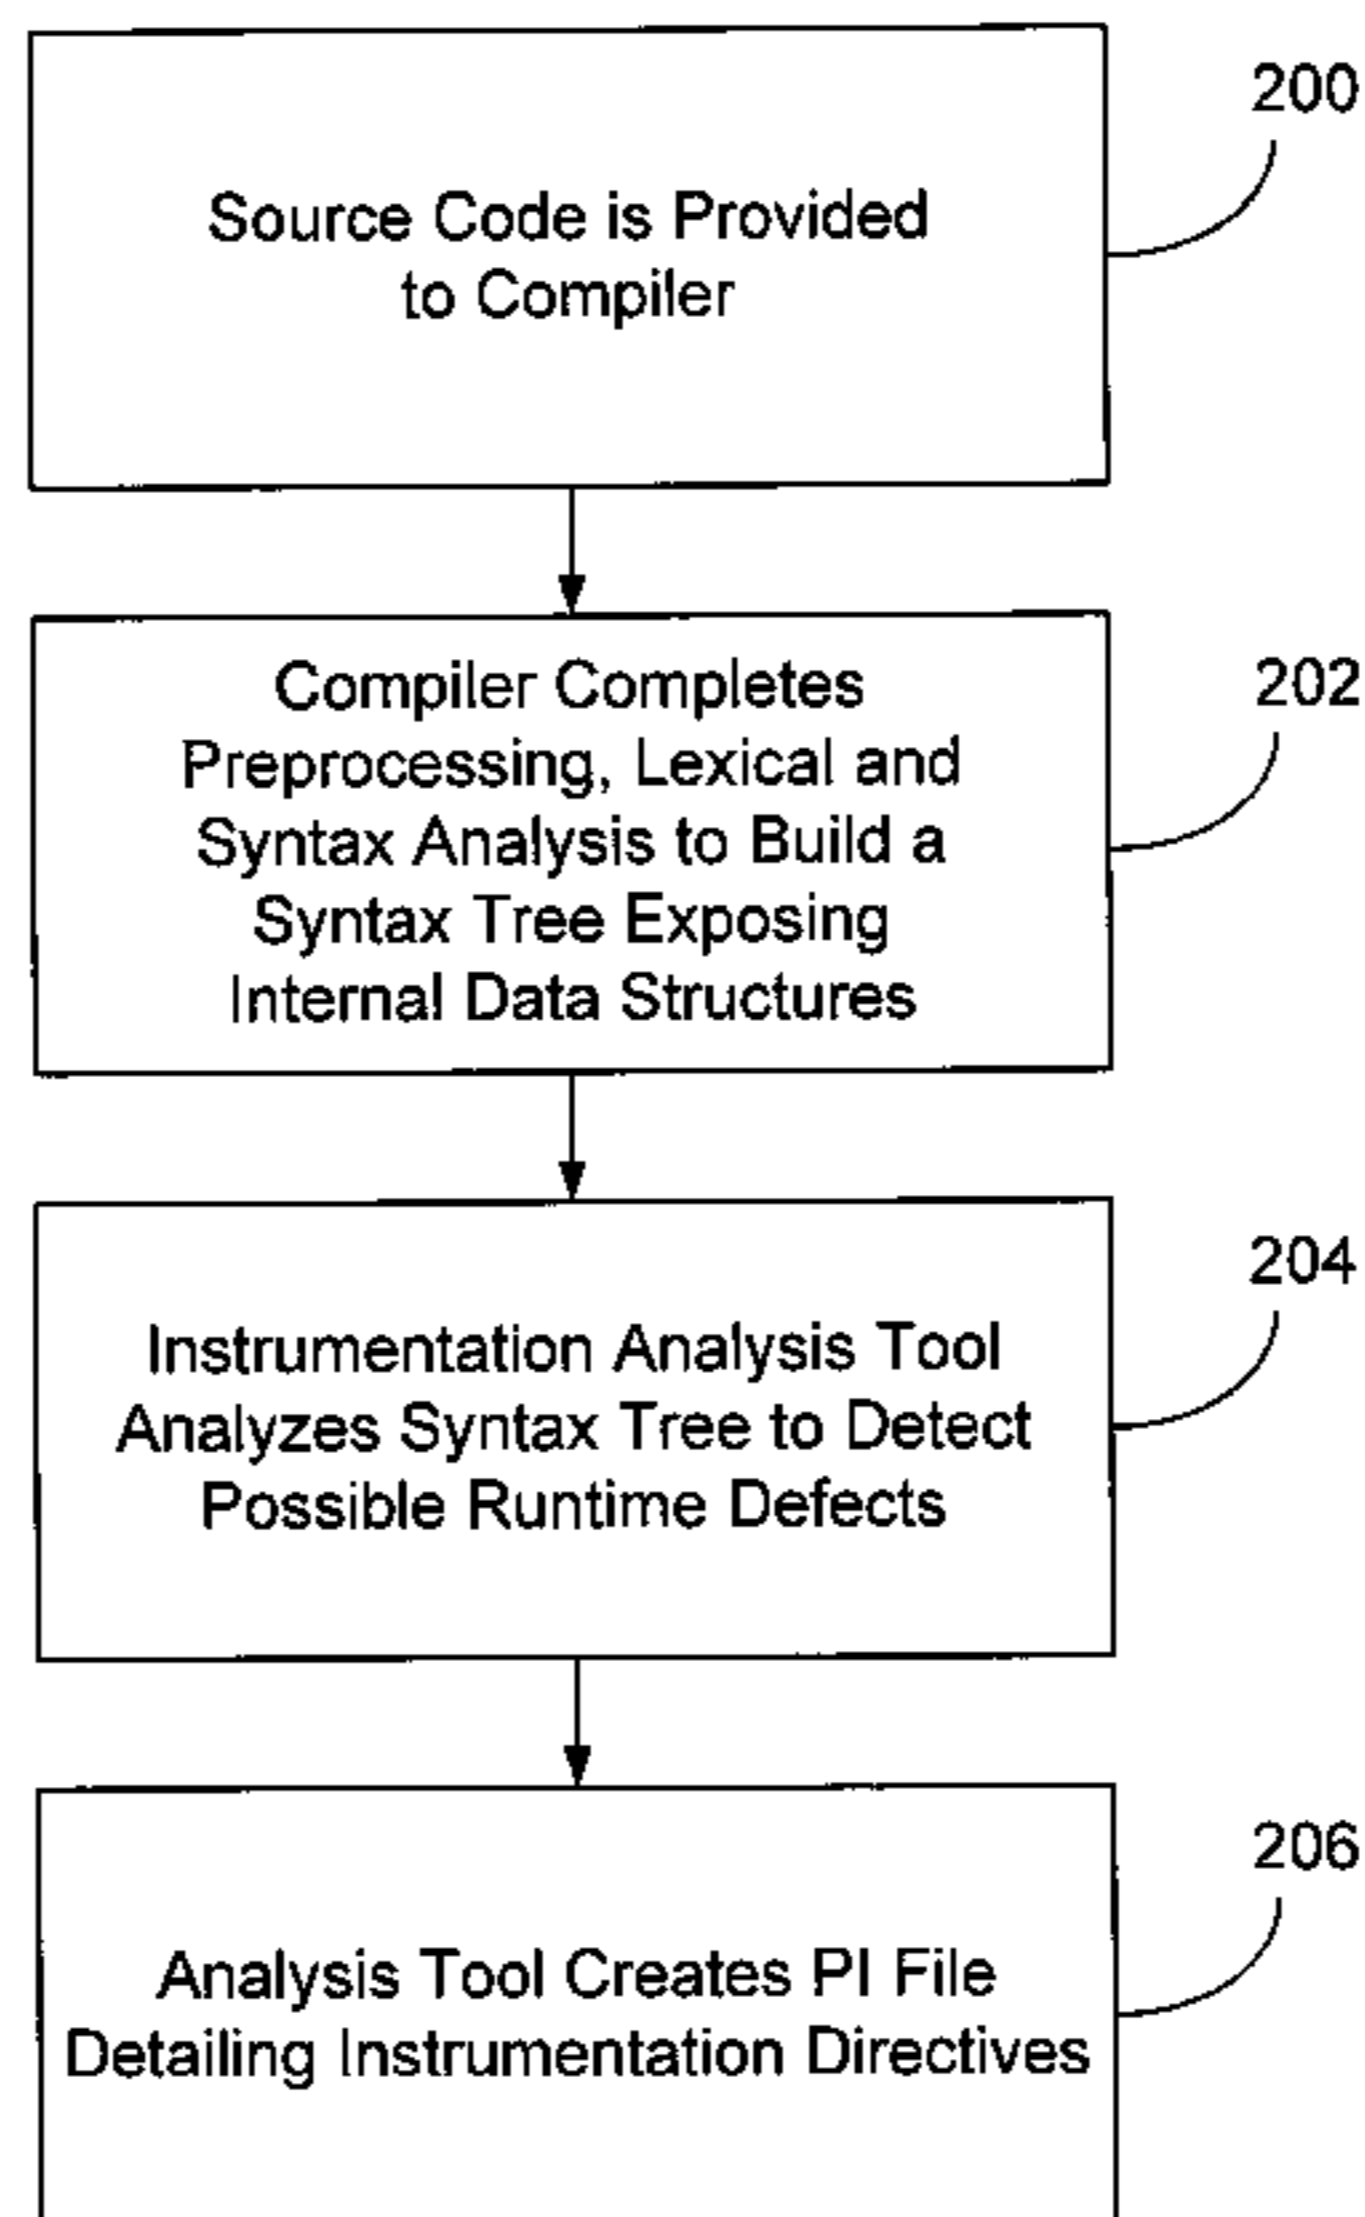 200
Source Code is Provided
to Compiler
202
Compiler Completes
Preprocessing, Lexical and
Syntax Analysis to Build a
Syntax Tree Exposing
Internal Data Structures
204
Instrumentation Analysis Tool
Analyzes Syntax Tree to Detect
Possible Runtime Defects
206
Analysis Tool Creates PI File
Detailing Instrumentation Directives